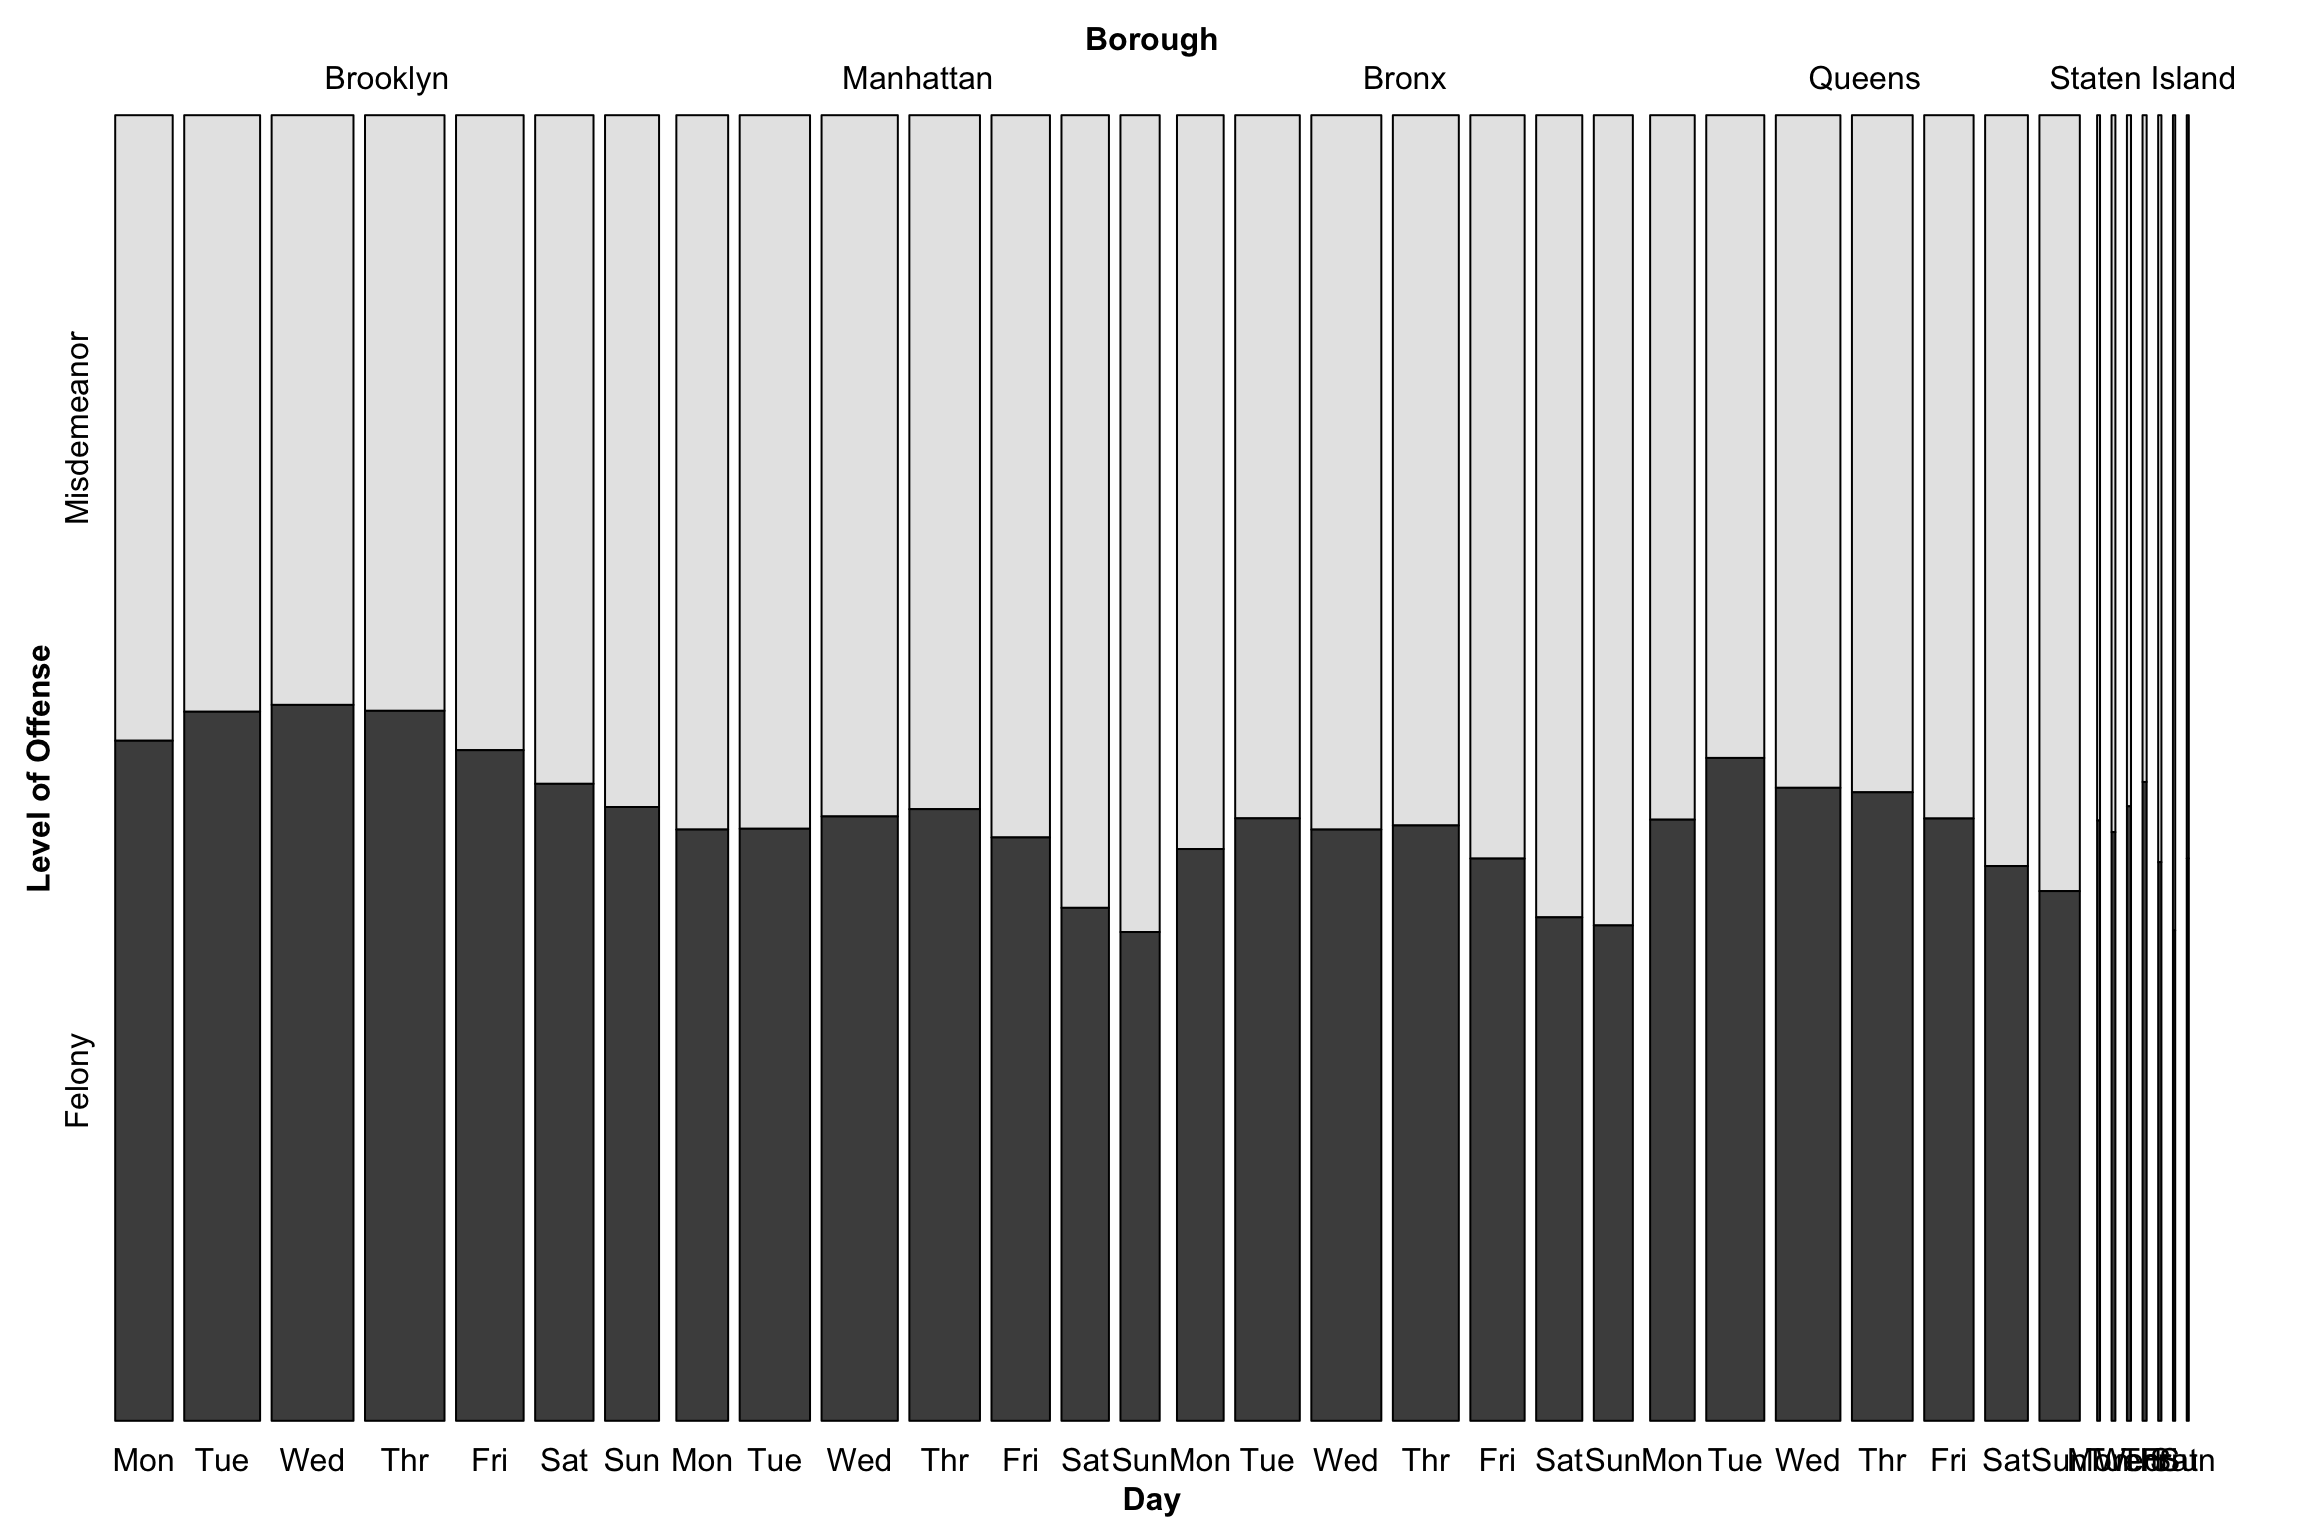 Borough
Brooklyn Manhattan Bronx Queens Staten Island
Misdemeanor
Level of Offense
Felony
Mon Tue Wed Thr Fri Sat Sun Mon Tue Wed Thr Fri Sat Sun Mon Tue Wed Thr Fri Sat Sun Mon Tue Wed Thr Fri Sat Sun
Day